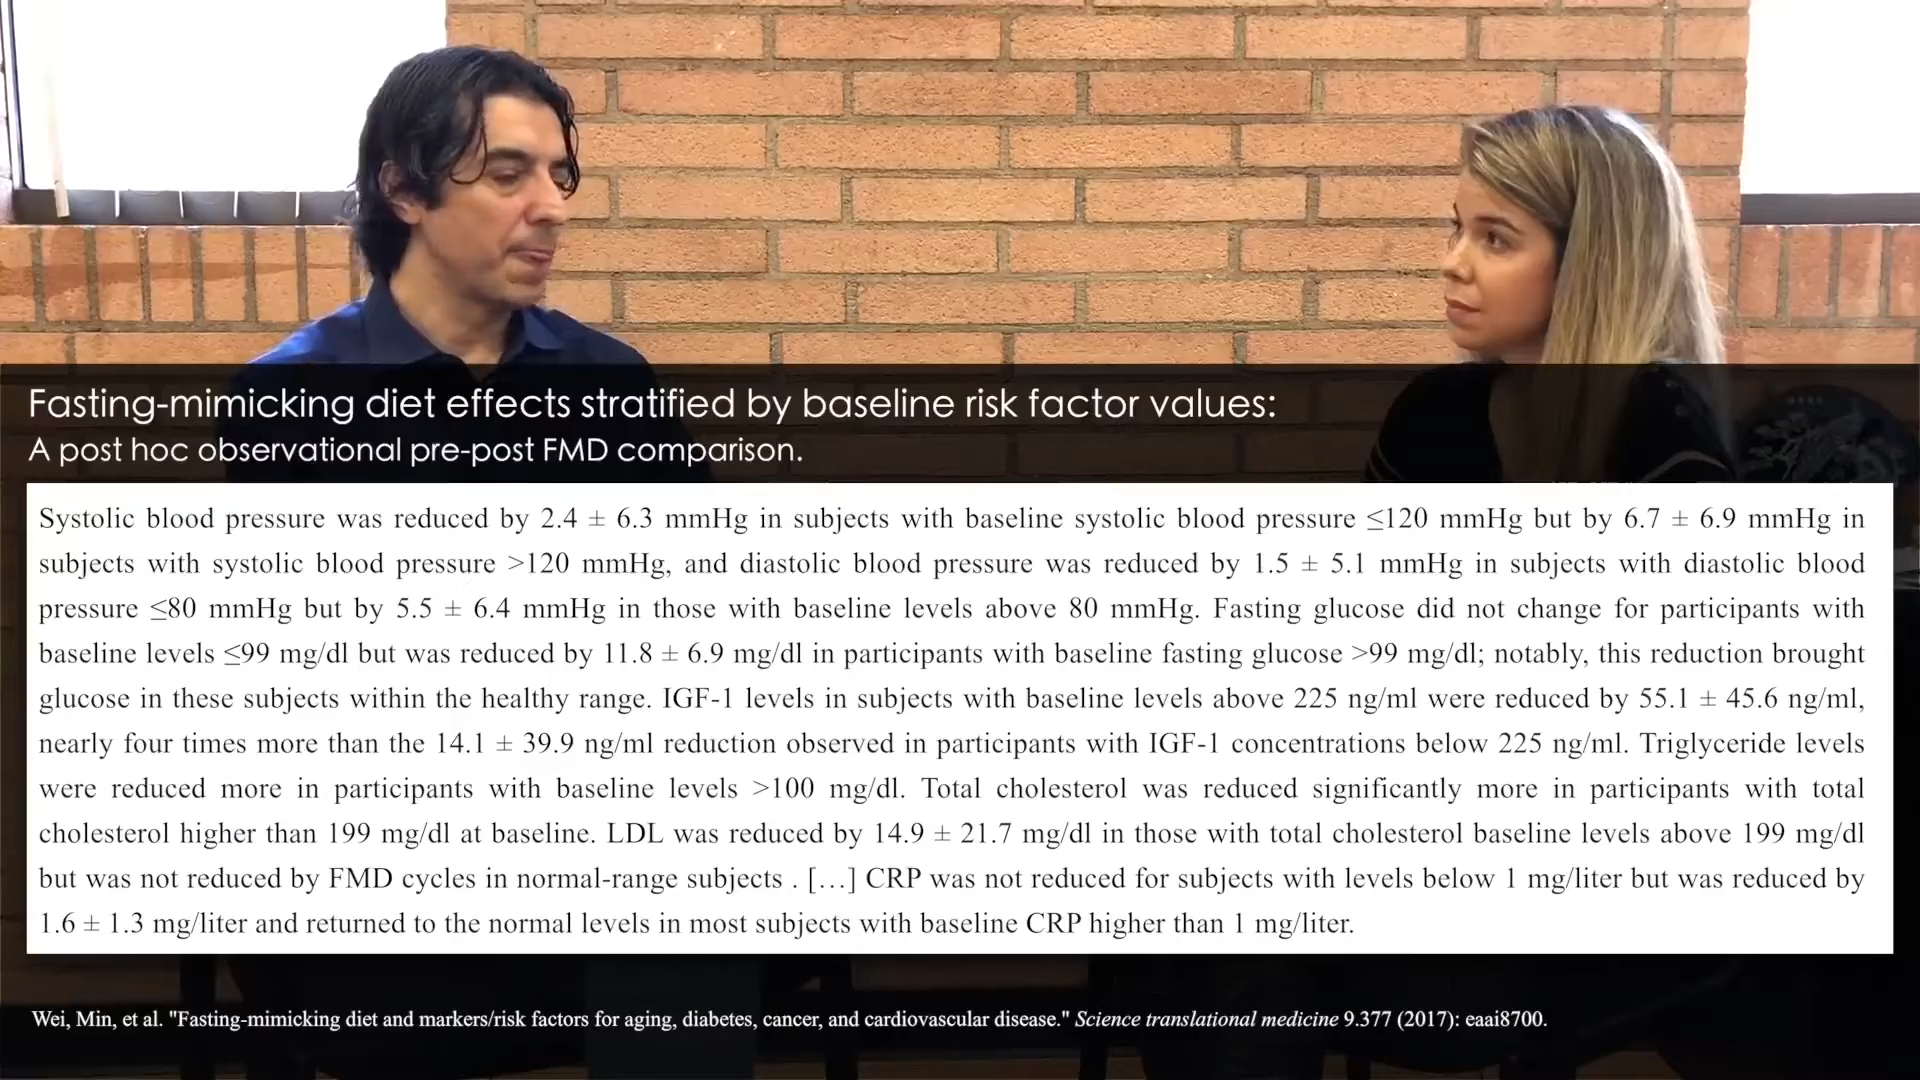 Fasting-mimicking diet effects stratified by baseline risk factor values:
A post hoc observational pre-post FMD comparison.
Systolic blood pressure was reduced by 2.4 ± 6.3 mmHg in subjects with baseline systolic blood pressure ≤120 mmHg but by 6.7 ± 6.9 mmHg in
subjects with systolic blood pressure >120 mmHg, and diastolic blood pressure was reduced by 1.5 ± 5.1 mmHg in subjects with diastolic blood
pressure ≤80 mmHg but by 5.5 ± 6.4 mmHg in those with baseline levels above 80 mmHg. Fasting glucose did not change for participants with
baseline levels ≤99 mg/dl but was reduced by 11.8 ± 6.9 mg/dl in participants with baseline fasting glucose >99 mg/dl; notably, this reduction brought
glucose in these subjects within the healthy range. IGF-1 levels in subjects with baseline levels above 225 ng/ml were reduced by 55.1 ± 45.6 ng/ml,
nearly four times more than the 14.1 ± 39.9 ng/ml reduction observed in participants with IGF-1 concentrations below 225 ng/ml. Triglyceride levels
were reduced more in participants with baseline levels >100 mg/dl. Total cholesterol was reduced significantly more in participants with total
cholesterol higher than 199 mg/dl at baseline. LDL was reduced by 14.9 ± 21.7 mg/dl in those with total cholesterol baseline levels above 199 mg/dl
but was not reduced by FMD cycles in normal-range subjects . [...] CRP was not reduced for subjects with levels below 1 mg/liter but was reduced by
1.6 ± 1.3 mg/liter and returned to the normal levels in most subjects with baseline CRP higher than 1 mg/liter.
Wei, Min, et al. "Fasting-mimicking diet and markers/risk factors for aging, diabetes, cancer, and cardiovascular disease." Science translational medicine 9.377 (2017): eaai8700.